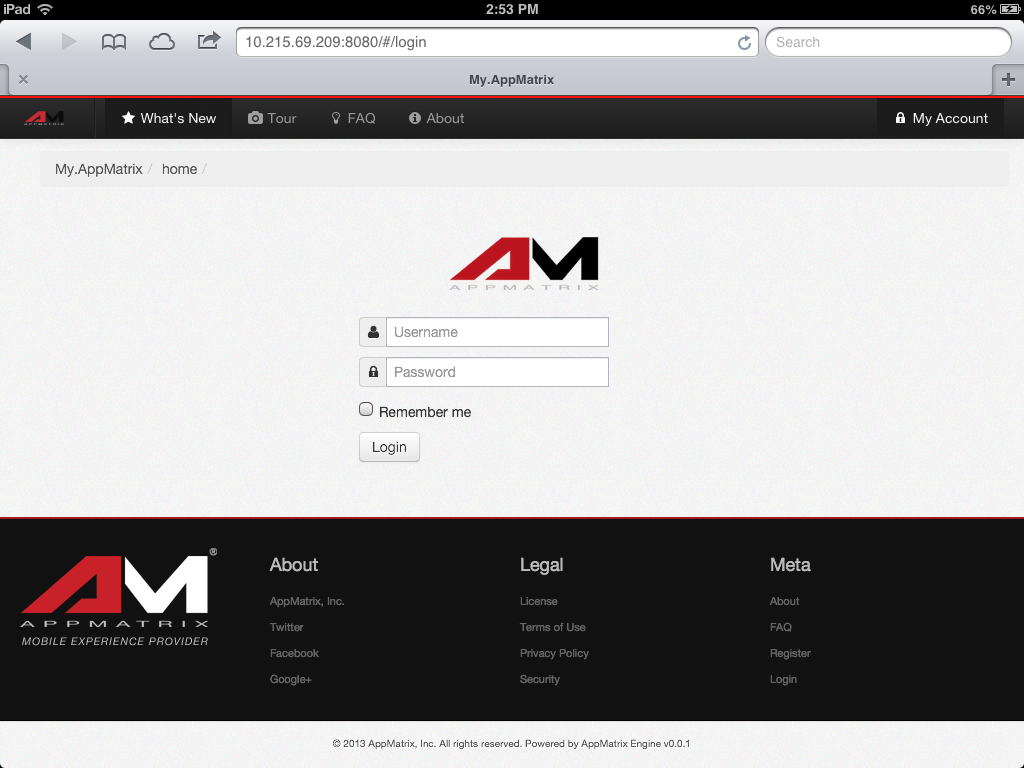 iPad 2:53 PM 66%
10.215.69.209:8080/#/login Search
My.AppMatrix
AM APPMATRIX What's New Tour FAQ About My Account
My.AppMatrix / home /
AM
APPMATRIX
Username
Password
Remember me
Login
AM®
APPMATRIX
MOBILE EXPERIENCE PROVIDER
About
AppMatrix, Inc.
Twitter
Facebook
Google+
Legal
License
Terms of Use
Privacy Policy
Security
Meta
About
FAQ
Register
Login
© 2013 AppMatrix, Inc. All rights reserved. Powered by AppMatrix Engine v0.0.1